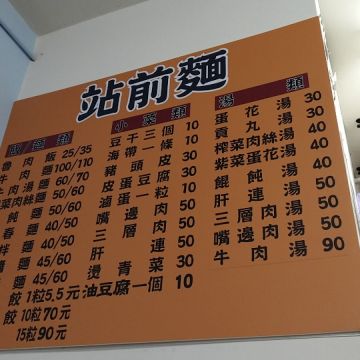 站前麵
飯麵類
肉飯 25/35
肉麵 100/110
湯麵 60/70
菜肉絲麵 50/60
飩麵 50/60
春麵 40/50
拌麵 40/50
麵 45/60
麵 45/60
餃 1粒5.5元
餃 10粒70元
15粒90元
小菜類
豆干一個 10
海帶三條 10
豬頭皮 30
皮蛋豆腐 30
滷蛋一粒 10
嘴邊肉 50
三層肉 50
肝連 50
燙青菜 30
油豆腐一個 10
湯類
蛋花湯 30
貢丸湯 30
榨菜肉絲湯 40
紫菜蛋花湯 40
餛飩湯 40
肝連湯 50
三層肉湯 50
嘴邊肉湯 50
牛肉湯 90